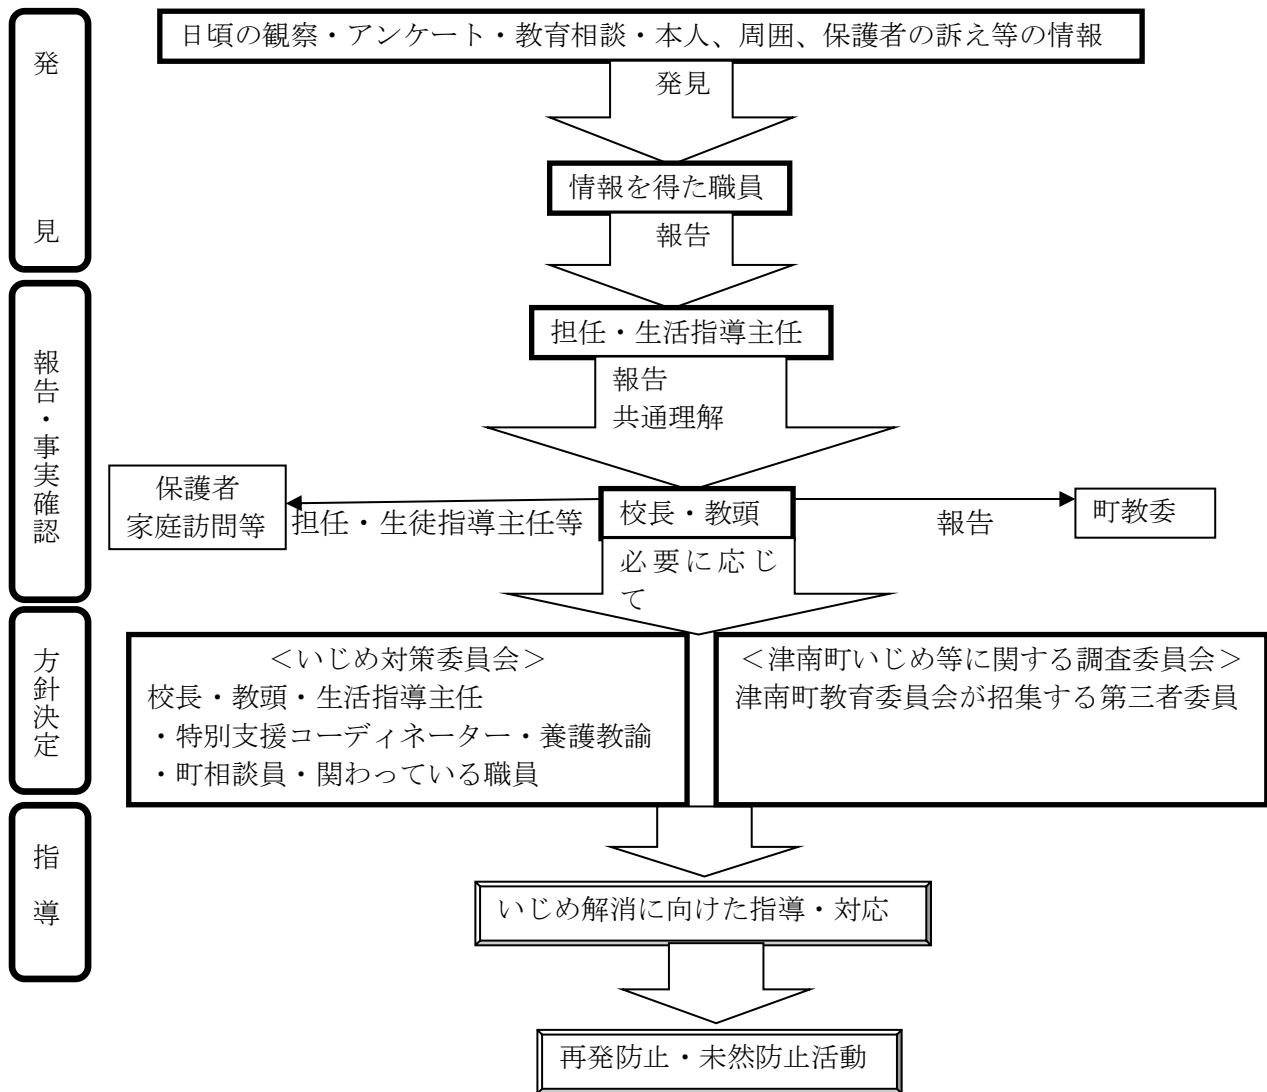 日頃の観察・アンケート・教育相談・本人、周囲、保護者の訴え等の情報
発見
発見
情報を得た職員
報告
担任・生活指導主任
報告・事実確認
報告
共通理解
保護者
家庭訪問等
担任・生徒指導主任等
校長・教頭
報告
町教委
必要に応じ
て
方針決定
＜いじめ対策委員会＞
校長・教頭・生活指導主任
・特別支援コーディネーター・養護教諭
・町相談員・関わっている職員
＜津南町いじめ等に関する調査委員会＞
津南町教育委員会が招集する第三者委員
指導
いじめ解消に向けた指導・対応
再発防止・未然防止活動